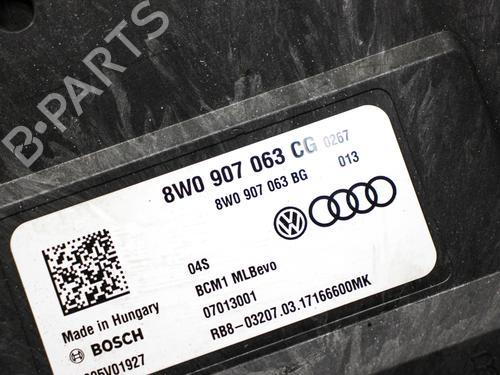 B-PARTS
8W0 907 063 CG 0267
8W0 907 063 BG 013
04S
BCM1 MLBevo
07013001
RB8-03207.03.17166600MK
Made in Hungary
BOSCH